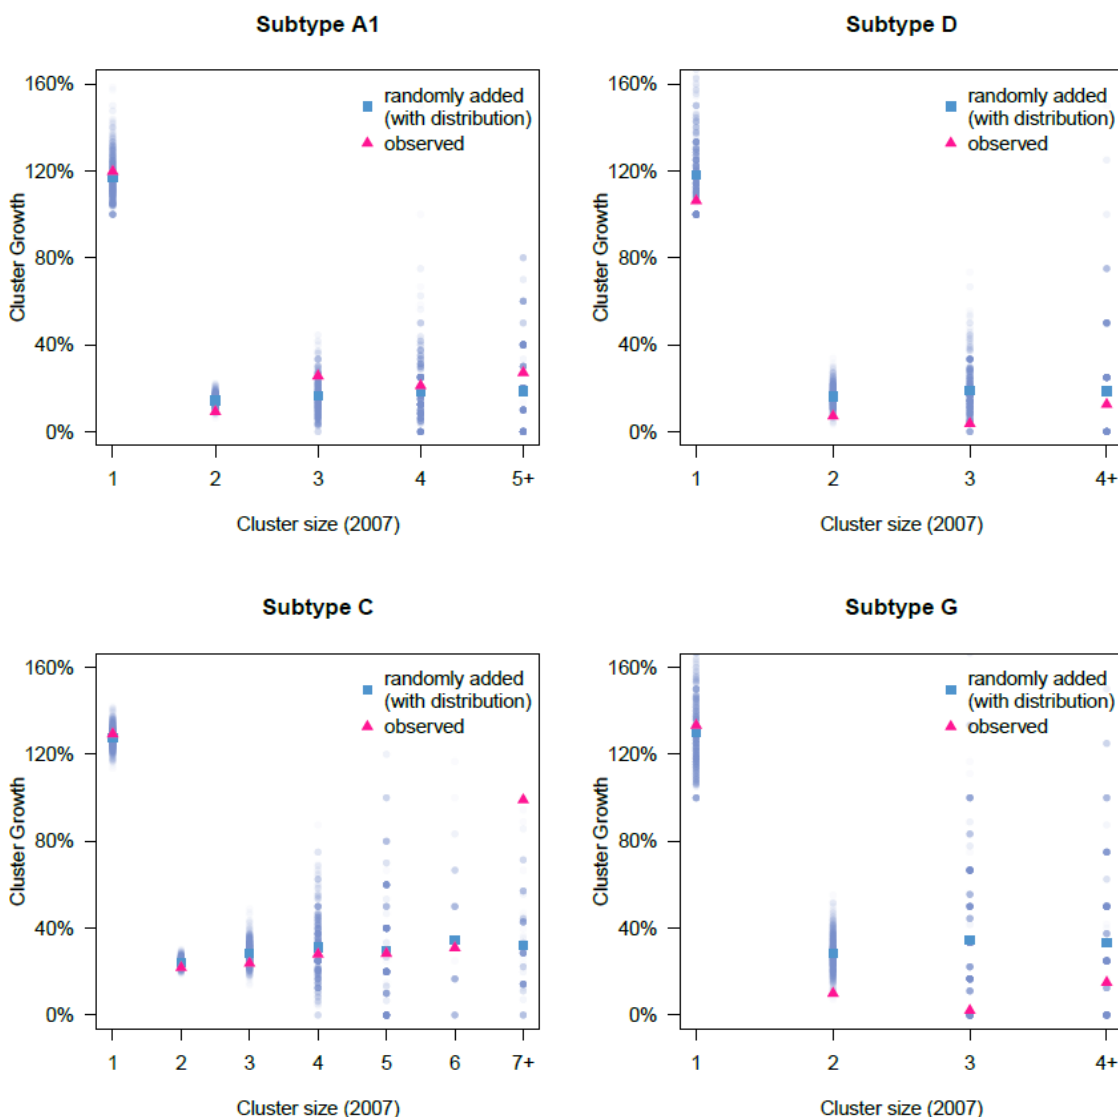 Subtype A1
160%
120%
80%
40%
0%
Cluster Growth
randomly added
(with distribution)
observed
1 2 3 4 5+
Cluster size (2007)
Subtype D
160%
120%
80%
40%
0%
Cluster Growth
randomly added
(with distribution)
observed
1 2 3 4+
Cluster size (2007)
Subtype C
160%
120%
80%
40%
0%
Cluster Growth
randomly added
(with distribution)
observed
1 2 3 4 5 6 7+
Cluster size (2007)
Subtype G
160%
120%
80%
40%
0%
Cluster Growth
randomly added
(with distribution)
observed
1 2 3 4+
Cluster size (2007)